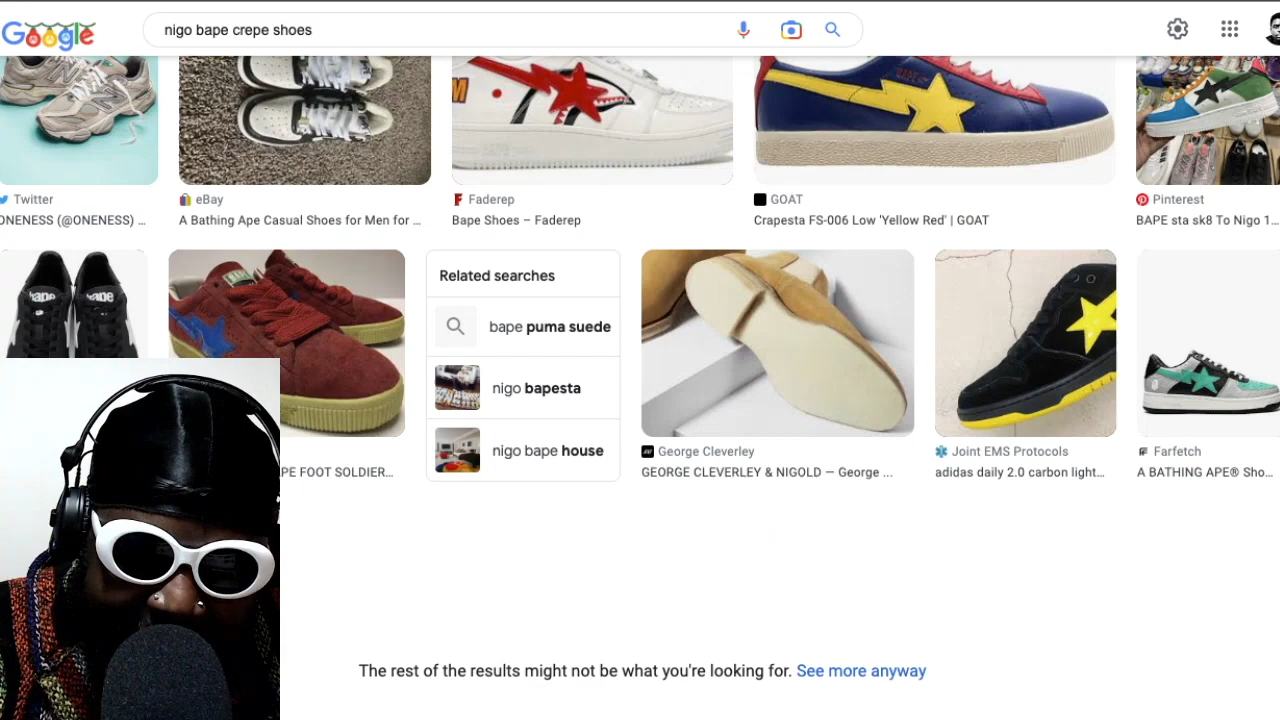 Google
nigo bape crepe shoes
Twitter
ONENESS (@ONENESS) ...
eBay
A Bathing Ape Casual Shoes for Men for ...
Faderep
Bape Shoes – Faderep
GOAT
Crapesta FS-006 Low 'Yellow Red' | GOAT
Pinterest
BAPE sta sk8 To Nigo 1...
bape
bape
PE FOOT SOLDIER...
Related searches
bape puma suede
nigo bapesta
nigo bape house
George Cleverley
GEORGE CLEVERLEY & NIGOLD — George ...
Joint EMS Protocols
adidas daily 2.0 carbon light...
Farfetch
A BATHING APE® Sho...
The rest of the results might not be what you're looking for. See more anyway